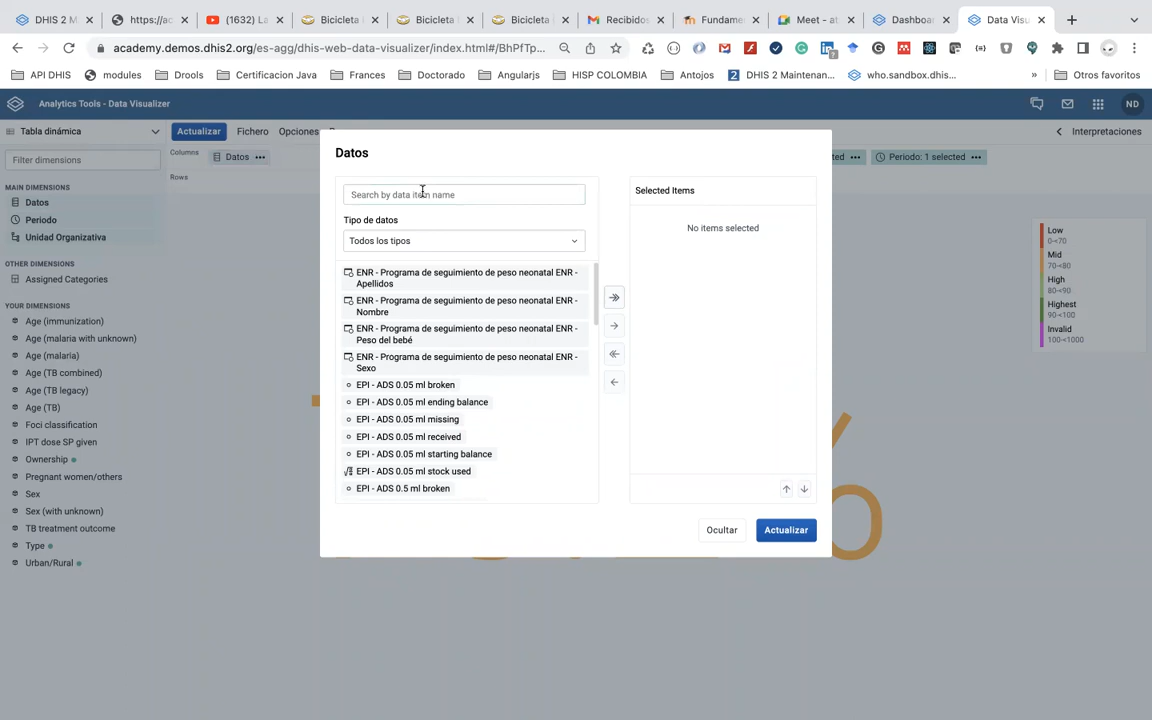 DHIS 2 M
https://ac
(1632) La
Bicicleta
Bicicleta
Bicicleta
Recibidos
Fundame
Meet - at
Dashboar
Data Visu
academy.demos.dhis2.org/es-agg/dhis-web-data-visualizer/index.html#/BhPfTp...
API DHIS
modules
Drools
Certificacion Java
Frances
Doctorado
Angularjs
HISP COLOMBIA
Antojos
DHIS 2 Maintenan...
who.sandbox.dhis...
»
Otros favoritos
Analytics Tools - Data Visualizer
ND
Tabla dinámica
Actualizar
Fichero
Opciones
Interpretaciones
Filter dimensions
Columns
Datos
Rows
ted
Periodo: 1 selected
MAIN DIMENSIONS
Datos
Periodo
Unidad Organizativa
OTHER DIMENSIONS
Assigned Categories
YOUR DIMENSIONS
Age (immunization)
Age (malaria with unknown)
Age (malaria)
Age (TB combined)
Age (TB legacy)
Age (TB)
Foci classification
IPT dose SP given
Ownership
Pregnant women/others
Sex
Sex (with unknown)
TB treatment outcome
Type
Urban/Rural
Datos
Search by data item name
Tipo de datos
Todos los tipos
ENR - Programa de seguimiento de peso neonatal ENR -
Apellidos
ENR - Programa de seguimiento de peso neonatal ENR -
Nombre
ENR - Programa de seguimiento de peso neonatal ENR -
Peso del bebé
ENR - Programa de seguimiento de peso neonatal ENR -
Sexo
EPI - ADS 0.05 ml broken
EPI - ADS 0.05 ml ending balance
EPI - ADS 0.05 ml missing
EPI - ADS 0.05 ml received
EPI - ADS 0.05 ml starting balance
EPI - ADS 0.05 ml stock used
EPI - ADS 0.5 ml broken
Selected Items
No items selected
Ocultar
Actualizar
Low
0-<70
Mid
70-<80
High
80-<90
Highest
90-<100
Invalid
100-<1000